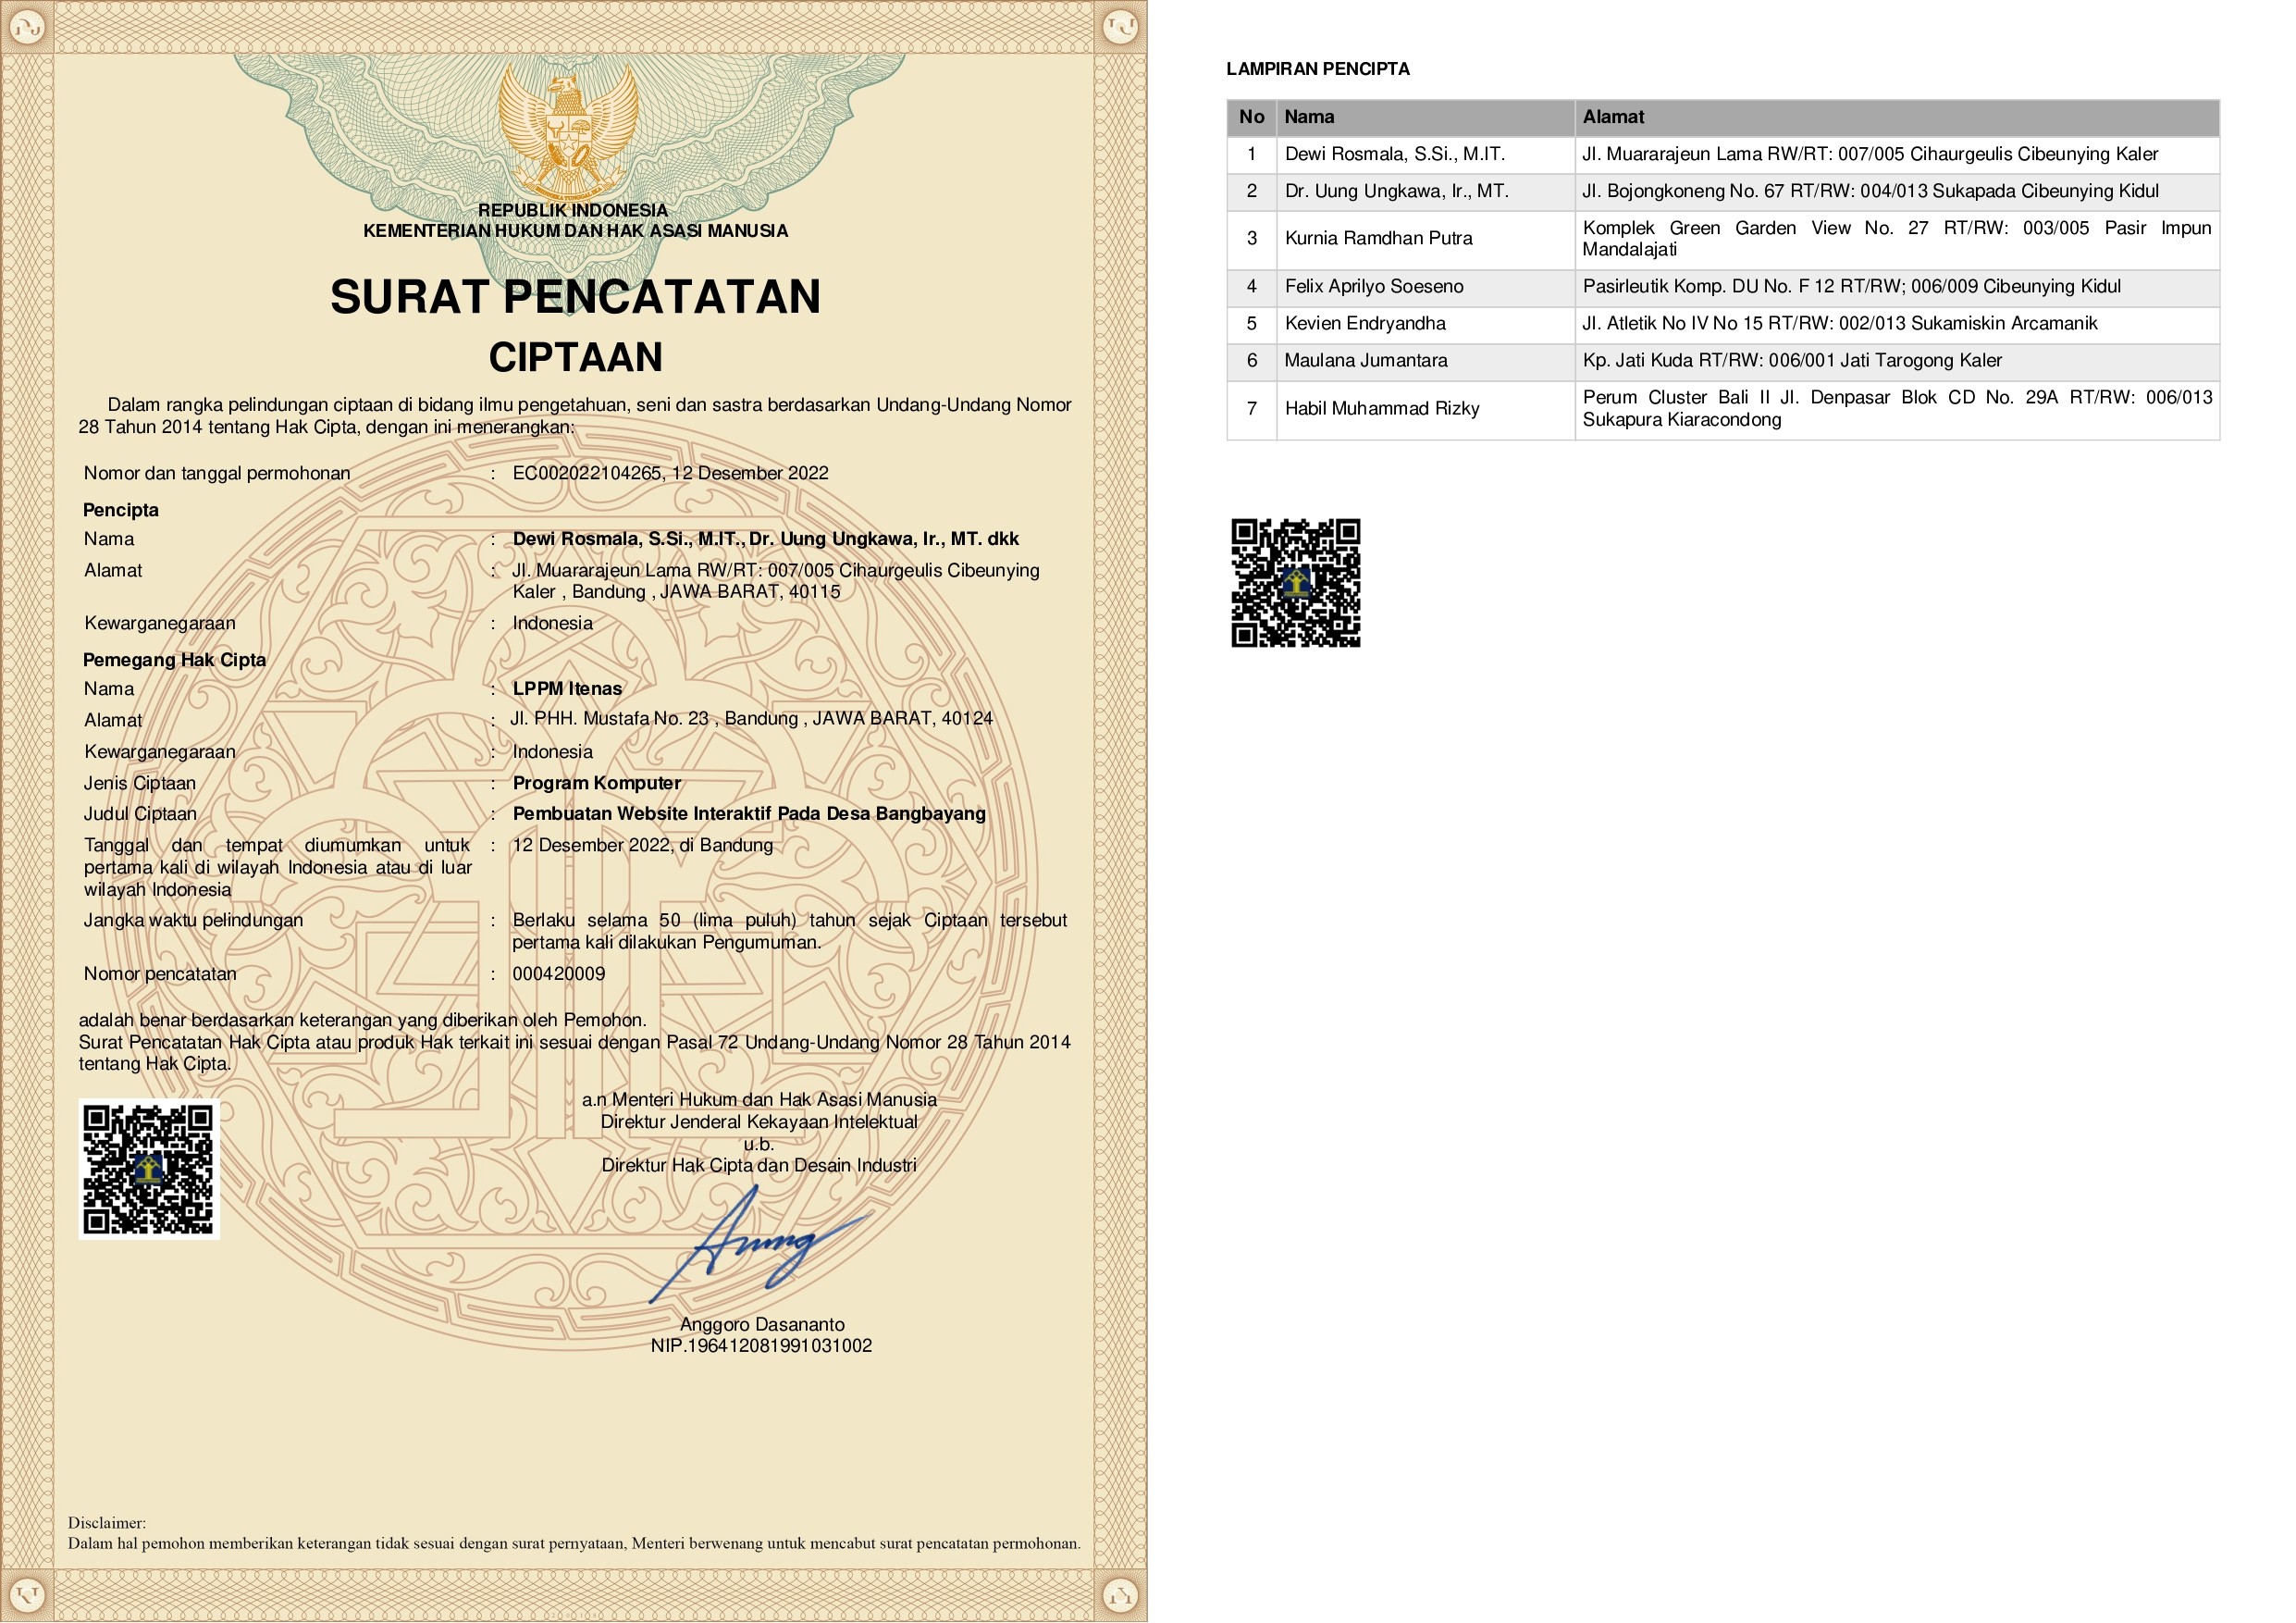 REPUBLIK INDONESIA
KEMENTERIAN HUKUM DAN HAK ASASI MANUSIA
SURAT PENCATATAN
CIPTAAN
Dalam rangka pelindungan ciptaan di bidang ilmu pengetahuan, seni dan sastra berdasarkan Undang-Undang Nomor
28 Tahun 2014 tentang Hak Cipta, dengan ini menerangkan:
Nomor dan tanggal permohonan : EC002022104265, 12 Desember 2022
Pencipta
Nama : Dewi Rosmala, S.Si., M.IT., Dr. Uung Ungkawa, Ir., MT. dkk
Alamat : Jl. Muararajeun Lama RW/RT: 007/005 Cihaurgeulis Cibeunying
Kaler , Bandung , JAWA BARAT, 40115
Kewarganegaraan : Indonesia
Pemegang Hak Cipta
Nama : LPPM Itenas
Alamat : Jl. PHH. Mustafa No. 23 , Bandung , JAWA BARAT, 40124
Kewarganegaraan : Indonesia
Jenis Ciptaan : Program Komputer
Judul Ciptaan : Pembuatan Website Interaktif Pada Desa Bangbayang
Tanggal dan tempat diumumkan untuk : 12 Desember 2022, di Bandung
pertama kali di wilayah Indonesia atau di luar
wilayah Indonesia
Jangka waktu pelindungan : Berlaku selama 50 (lima puluh) tahun sejak Ciptaan tersebut
pertama kali dilakukan Pengumuman.
Nomor pencatatan : 000420009
adalah benar berdasarkan keterangan yang diberikan oleh Pemohon.
Surat Pencatatan Hak Cipta atau produk Hak terkait ini sesuai dengan Pasal 72 Undang-Undang Nomor 28 Tahun 2014
tentang Hak Cipta.
a.n Menteri Hukum dan Hak Asasi Manusia
Direktur Jenderal Kekayaan Intelektual
u.b.
Direktur Hak Cipta dan Desain Industri
Anggoro Dasananto
NIP.196412081991031002
Disclaimer:
Dalam hal pemohon memberikan keterangan tidak sesuai dengan surat pernyataan, Menteri berwenang untuk mencabut surat pencatatan permohonan.
LAMPIRAN PENCIPTA
No Nama Alamat
1 Dewi Rosmala, S.Si., M.IT. Jl. Muararajeun Lama RW/RT: 007/005 Cihaurgeulis Cibeunying Kaler
2 Dr. Uung Ungkawa, Ir., MT. Jl. Bojongkoneng No. 67 RT/RW: 004/013 Sukapada Cibeunying Kidul
3 Kurnia Ramdhan Putra Komplek Green Garden View No. 27 RT/RW: 003/005 Pasir Impun
Mandalajati
4 Felix Aprilyo Soeseno Pasirleutik Komp. DU No. F 12 RT/RW; 006/009 Cibeunying Kidul
5 Kevien Endryandha Jl. Atletik No IV No 15 RT/RW: 002/013 Sukamiskin Arcamanik
6 Maulana Jumantara Kp. Jati Kuda RT/RW: 006/001 Jati Tarogong Kaler
7 Habil Muhammad Rizky Perum Cluster Bali II Jl. Denpasar Blok CD No. 29A RT/RW: 006/013
Sukapura Kiaracondong